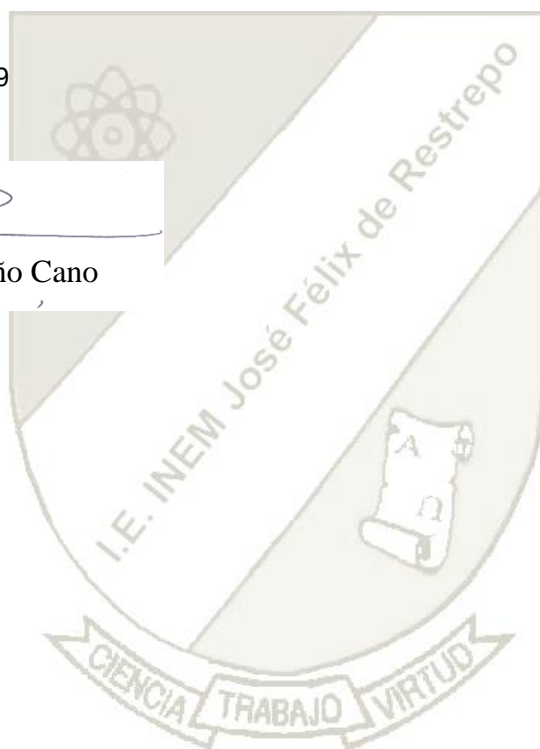 9
ño Cano
I.E. INEM José Félix de Restrepo
Α
Ω
CIENCIA TRABAJO VIRTUD